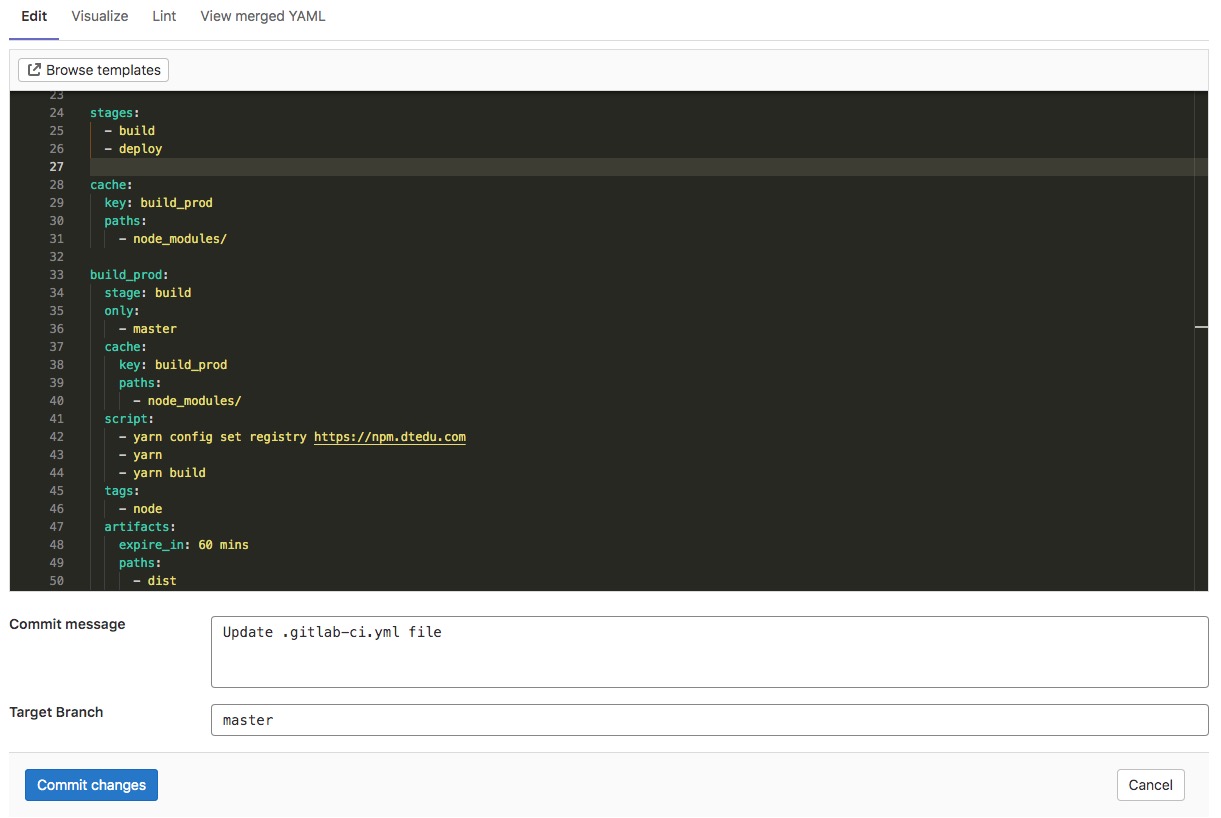 Edit Visualize Lint View merged YAML
Browse templates
23
24 stages:
25 - build
26 - deploy
27
28 cache:
29 key: build_prod
30 paths:
31 - node_modules/
32
33 build_prod:
34 stage: build
35 only:
36 - master
37 cache:
38 key: build_prod
39 paths:
40 - node_modules/
41 script:
42 - yarn config set registry https://npm.dtedu.com
43 - yarn
44 - yarn build
45 tags:
46 - node
47 artifacts:
48 expire_in: 60 mins
49 paths:
50 - dist
Commit message
Update .gitlab-ci.yml file
Target Branch
master
Commit changes Cancel